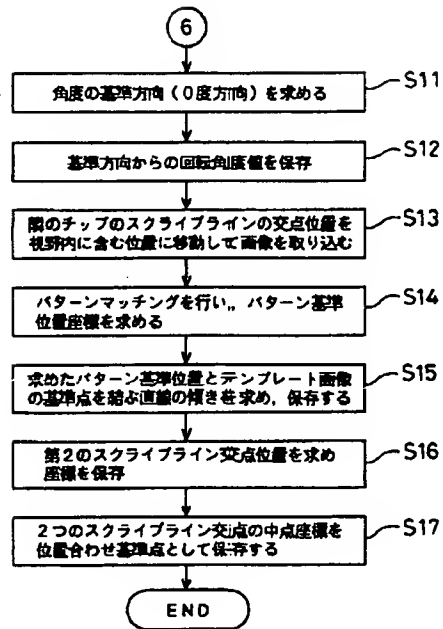 6
角度の基準方向(0度方向)を求める
S11
基準方向からの回転角度値を保存
S12
隣のチップのスクライブラインの交点位置を
視野内に含む位置に移動して画像を取り込む
S13
パターンマッチングを行い,パターン基準
位置座標を求める
S14
求めたパターン基準位置とテンプレート画像
の基準点を結ぶ直線の傾きを求め,保存する
S15
第2のスクライブライン交点位置を求め
座標を保存
S16
2つのスクライブライン交点の中点座標を
位置合わせ基準点として保存する
S17
END